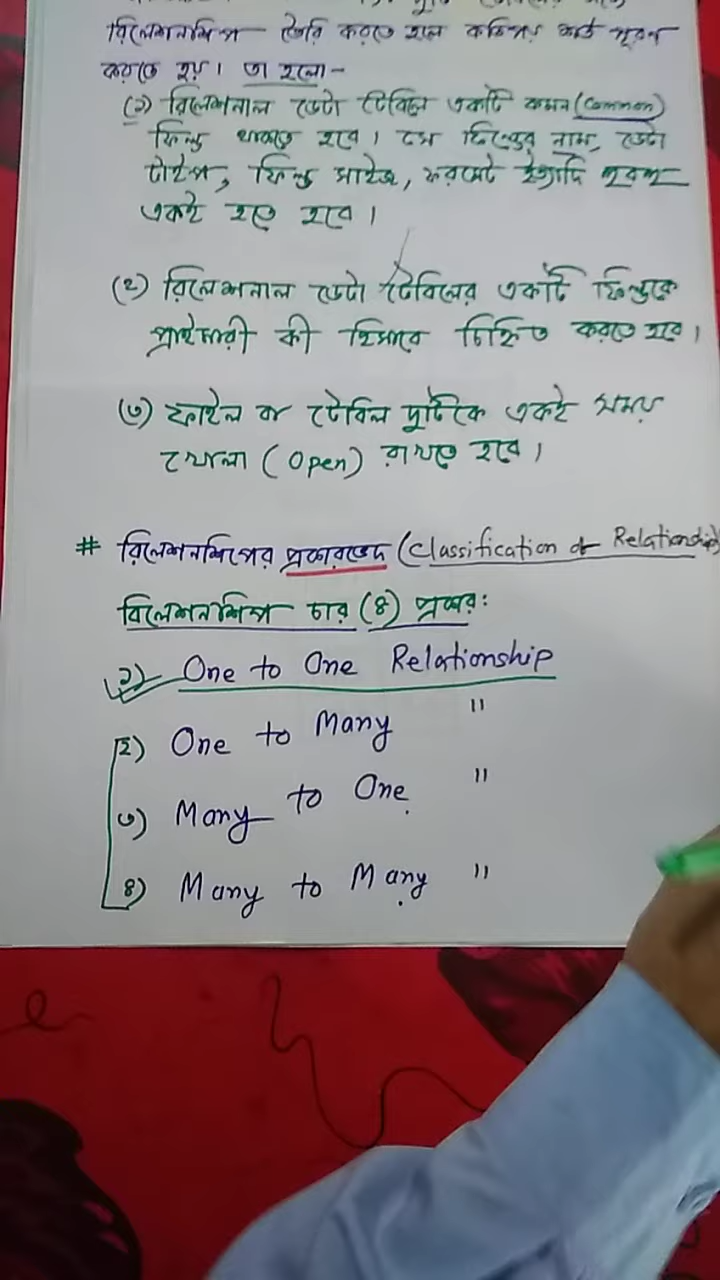 রিলেশনশিপ তৈরি করতে হলে কতিপয় শর্ত পূরণ
করতে হয়। তা হলো-
(১) রিলেশনাল ডেটা টেবিলে একটি কমন (Common)
ফিল্ড থাকতে হবে। সে ফিল্ডের নাম, ডেটা
টাইপ, ফিল্ড সাইজ, ফরমেট ইত্যাদি হুবহু
একই হতে হবে।
(২) রিলেশনাল ডেটা টেবিলের একটি ফিল্ডকে
প্রাইমারী কী হিসাবে চিহ্নিত করতে হবে।
(৩) ফাইল বা টেবিল দুটিকে একই সময়
খোলা (Open) রাখতে হবে।
# রিলেশনশিপের প্রকারভেদ (Classification of Relationship)
রিলেশনশিপ চার (৪) প্রকার:
১) One to One Relationship
২) One to Many "
৩) Many to One "
৪) Many to Many "